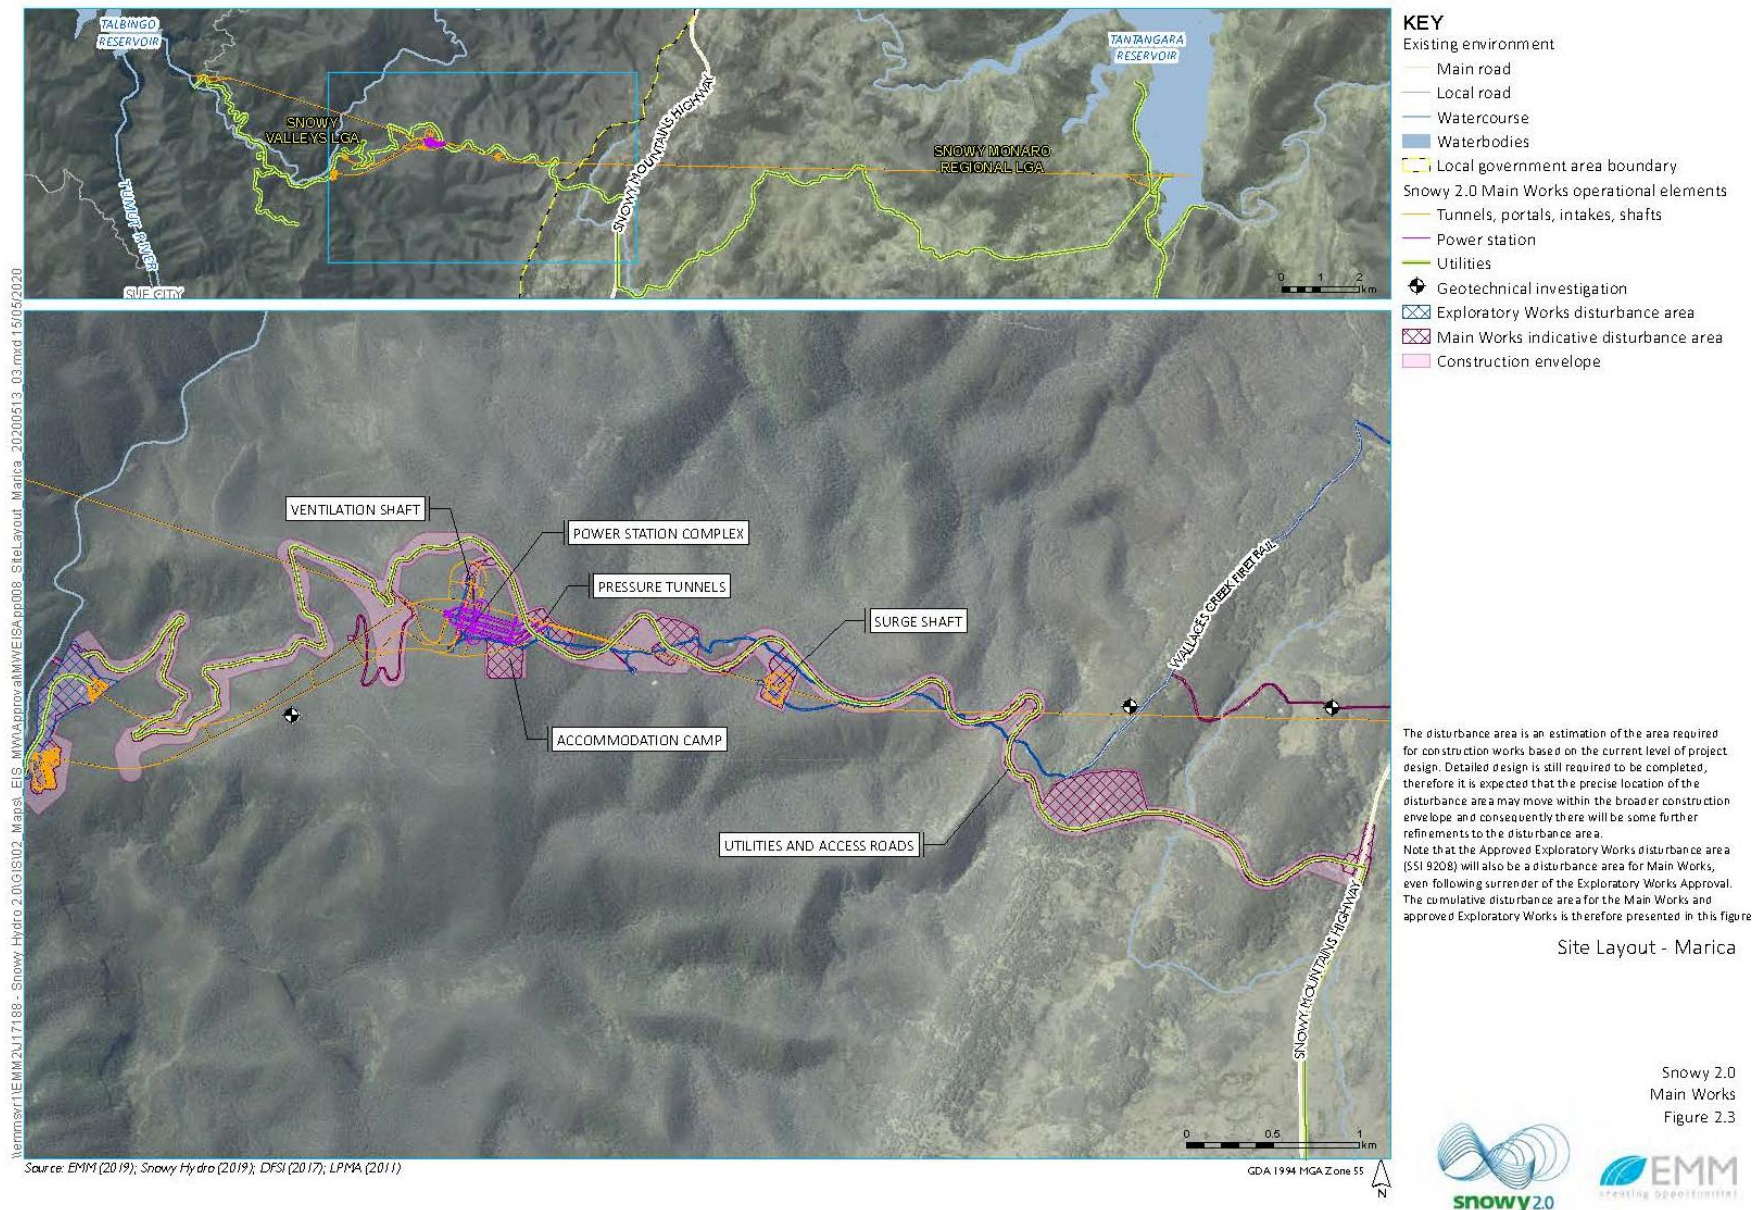 TALBINGO
RESERVOIR
TANTANGARA
RESERVOIR
SNOWY
VALLEYS LGA
SNOWY MONARO
REGIONAL LGA
SNOWY MOUNTAINS HIGHWAY
TUMUT RIVER
SUE CITY
0 1 2
km
KEY
Existing environment
Main road
Local road
Watercourse
Waterbodies
Local government area boundary
Snowy 2.0 Main Works operational elements
Tunnels, portals, intakes, shafts
Power station
Utilities
Geotechnical investigation
Exploratory Works disturbance area
Main Works indicative disturbance area
Construction envelope
VENTILATION SHAFT
POWER STATION COMPLEX
PRESSURE TUNNELS
SURGE SHAFT
ACCOMMODATION CAMP
UTILITIES AND ACCESS ROADS
WALLACES CREEK FIRETRAIL
SNOWY MOUNTAINS HIGHWAY
0 0.5 1
km
The disturbance area is an estimation of the area required
for construction works based on the current level of project
design. Detailed design is still required to be completed,
therefore it is expected that the precise location of the
disturbance area may move within the broader construction
envelope and consequently there will be some further
refinements to the disturbance area.
Note that the Approved Exploratory Works disturbance area
(SSI 9208) will also be a disturbance area for Main Works,
even following surrender of the Exploratory Works Approval.
The cumulative disturbance area for the Main Works and
approved Exploratory Works is therefore presented in this figure
Site Layout - Marica
Snowy 2.0
Main Works
Figure 2.3
snowy2.0
EMM
creating opportunities
Source: EMM (2019); Snowy Hydro (2019); DFSI (2017); LPMA (2011)
GDA 1994 MGA Zone 55
N